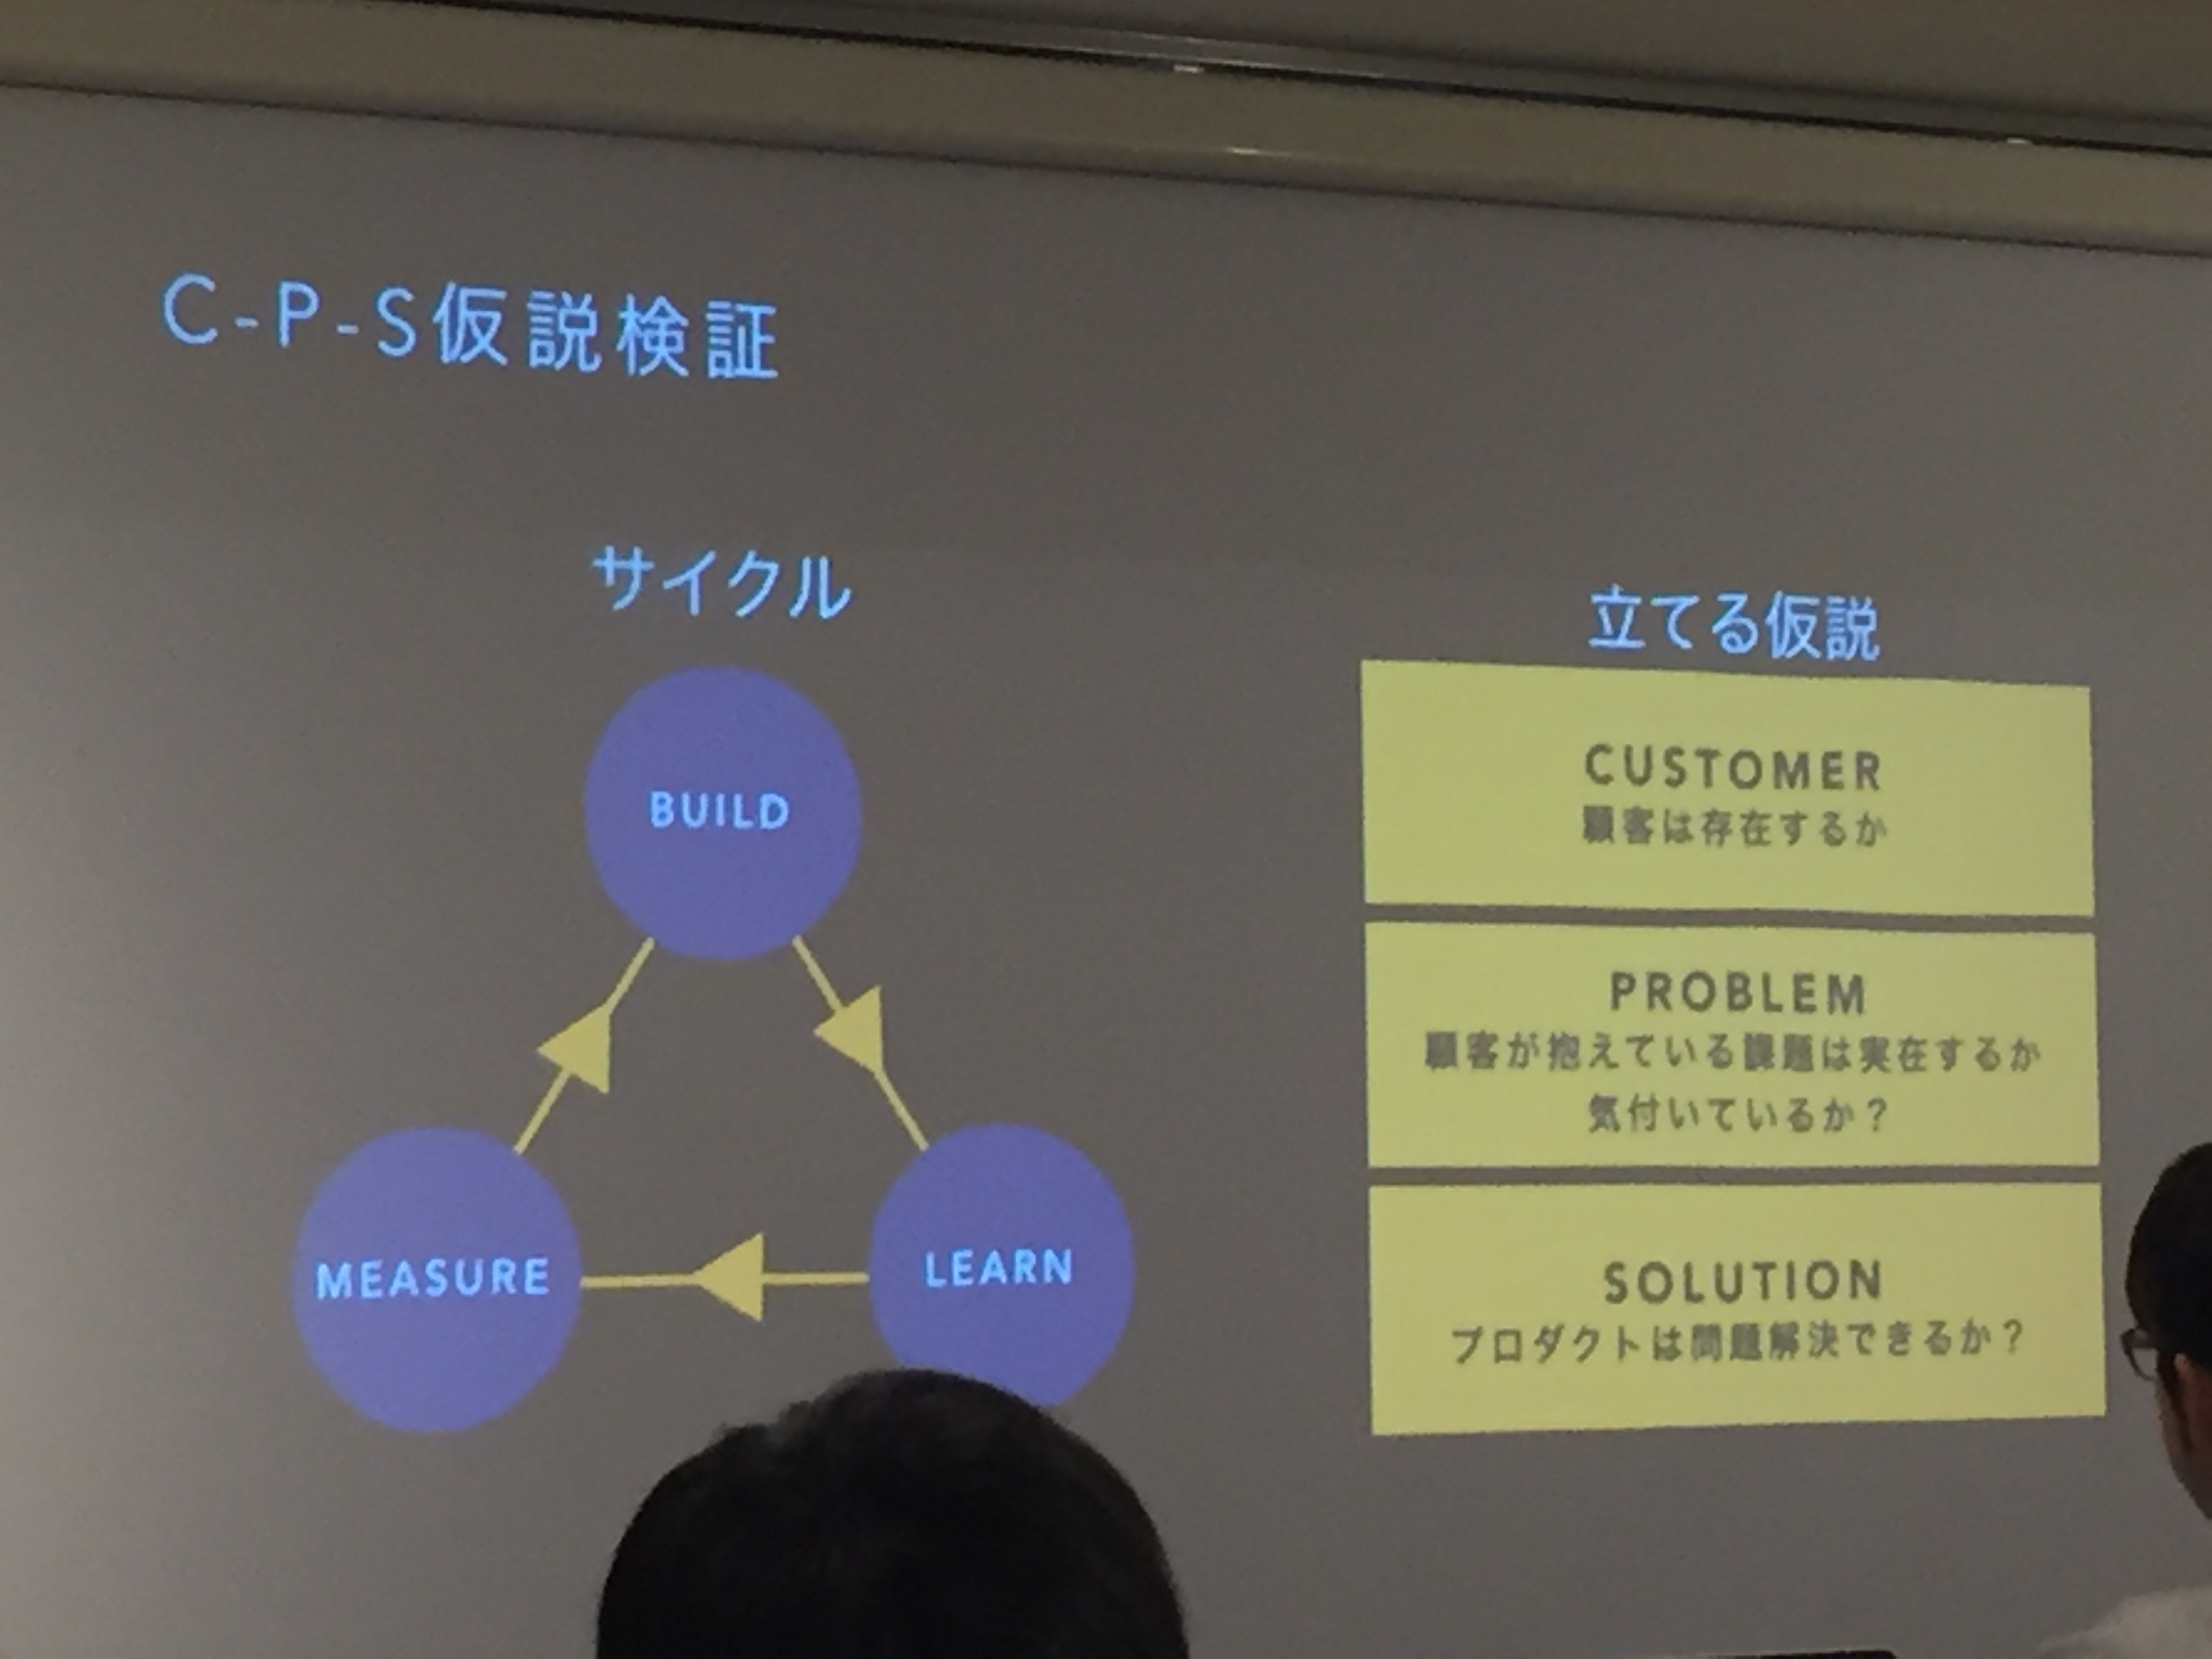 C-P-S仮説検証
サイクル
BUILD
MEASURE
LEARN
立てる仮説
CUSTOMER
顧客は存在するか
PROBLEM
顧客が抱えている課題は実在するか
気付いているか?
SOLUTION
プロダクトは問題解決できるか?